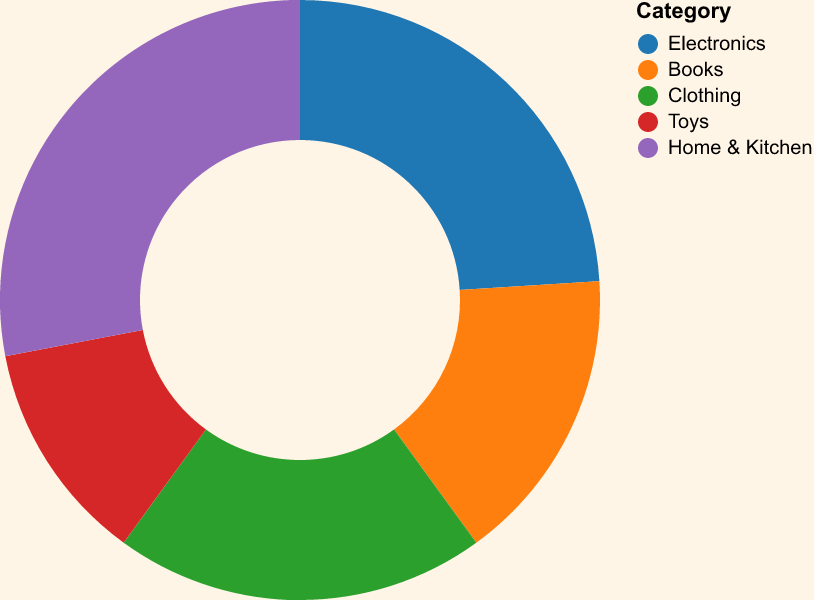 Category
Electronics
Books
Clothing
Toys
Home & Kitchen